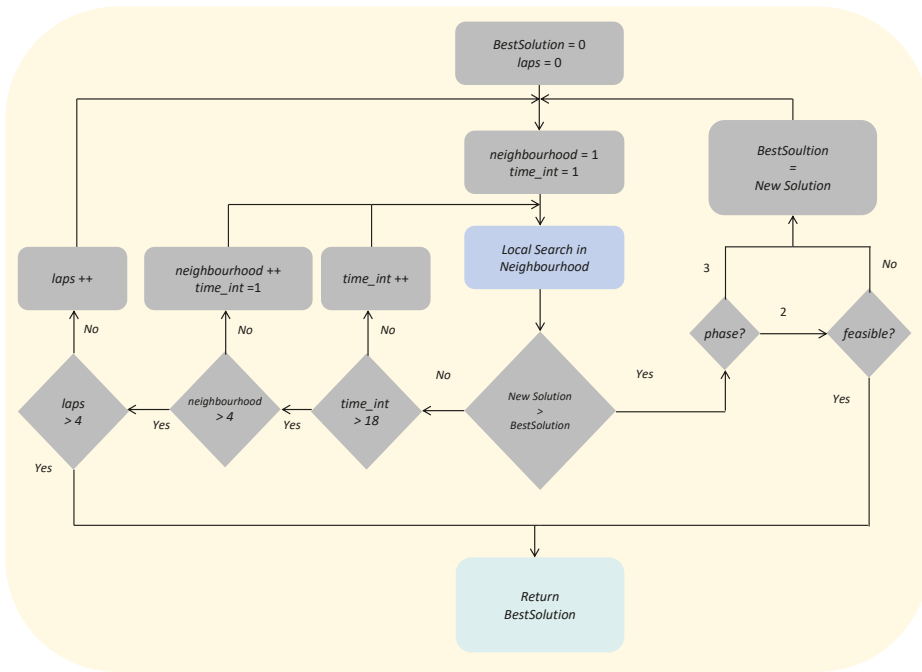 BestSolution = 0
laps = 0
neighbourhood = 1
time_int = 1
BestSoultion
=
New Solution
Local Search in
Neighbourhood
laps ++
neighbourhood ++
time_int =1
time_int ++
3
No
No
No
No
phase?
2
feasible?
laps
> 4
Yes
neighbourhood
> 4
Yes
time_int
> 18
No
New Solution
>
BestSolution
Yes
Yes
Yes
Return
BestSolution